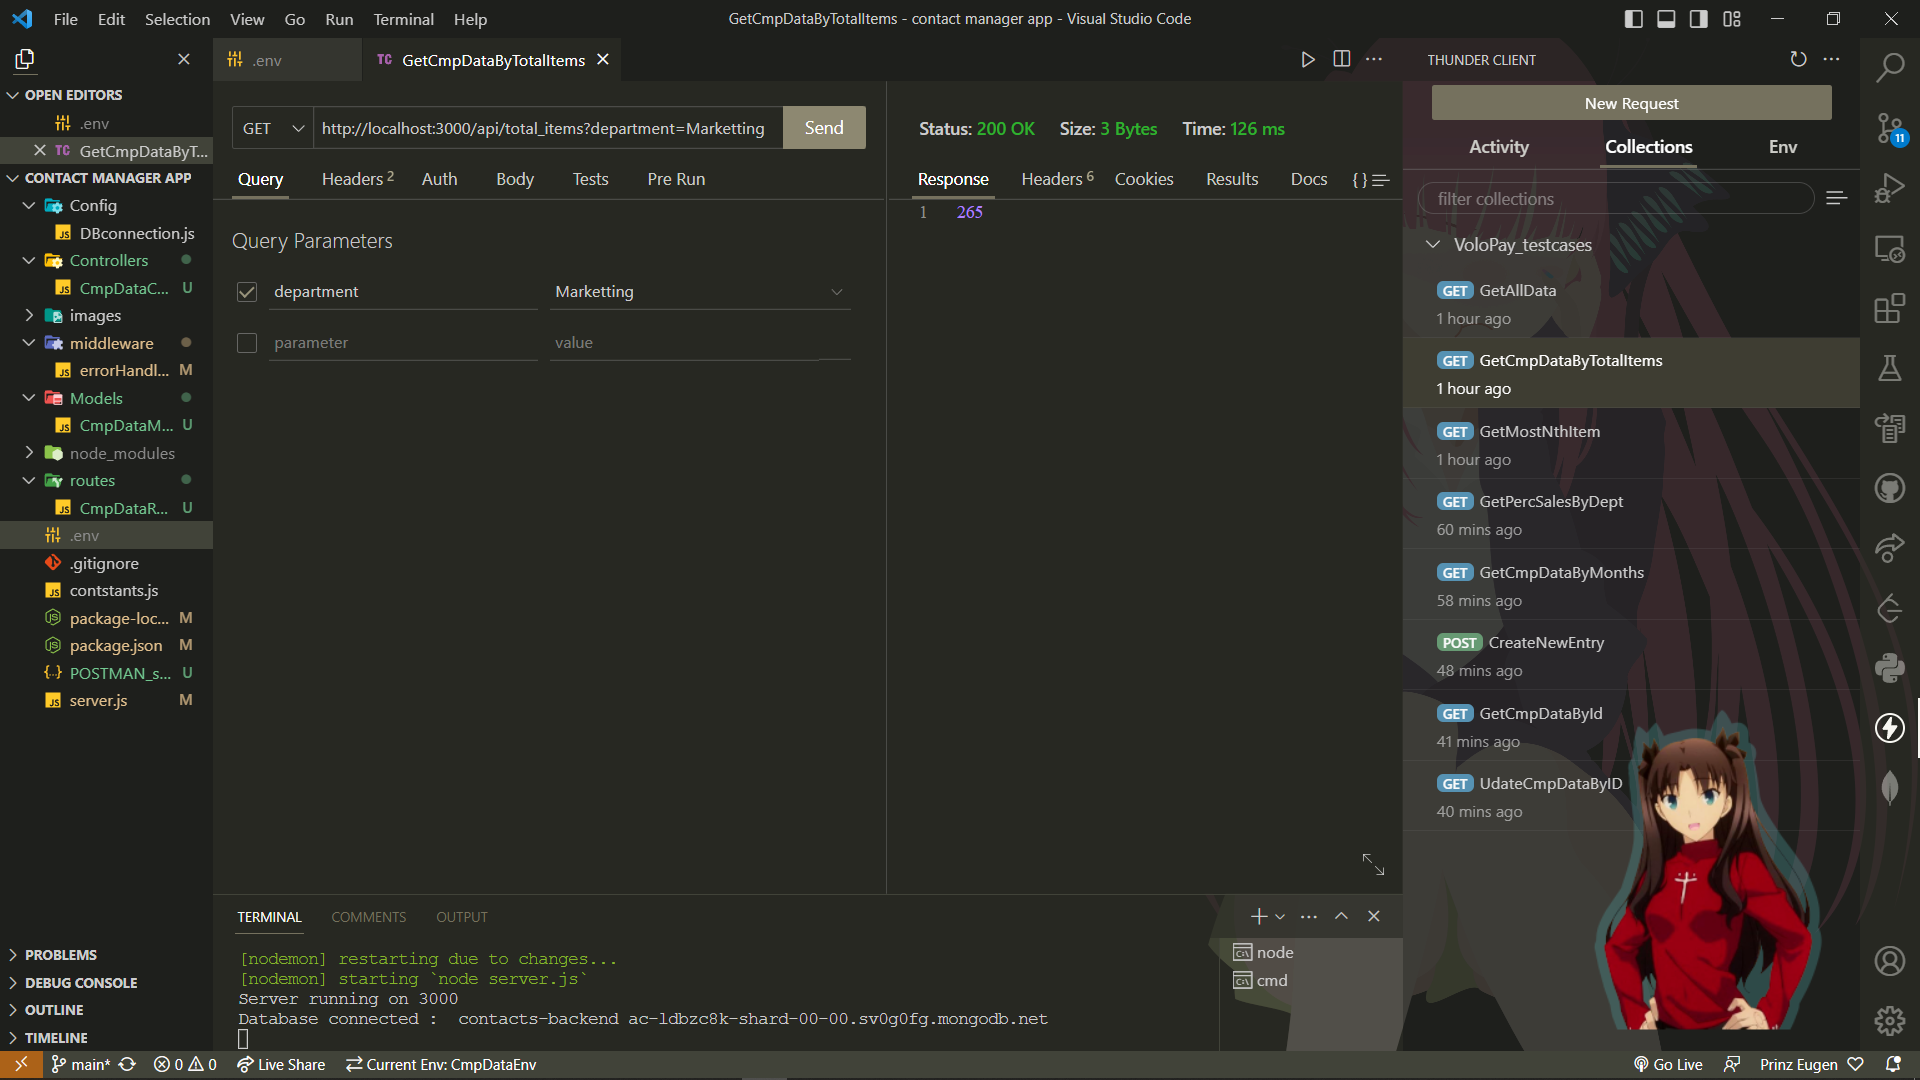 File Edit Selection View Go Run Terminal Help
GetCmpDataByTotalItems - contact manager app - Visual Studio Code
OPEN EDITORS
.env
GetCmpDataByT...
CONTACT MANAGER APP
Config
DBconnection.js
Controllers
CmpDataC... U
images
middleware
errorHandl... M
Models
CmpDataM... U
node_modules
routes
CmpDataR... U
.env
.gitignore
contstants.js
package-loc... M
package.json M
POSTMAN_s... U
server.js M
PROBLEMS
DEBUG CONSOLE
OUTLINE
TIMELINE
.env
TC GetCmpDataByTotalItems
GET http://localhost:3000/api/total_items?department=Marketting Send
Query Headers 2 Auth Body Tests Pre Run
Query Parameters
department Marketting
parameter value
Status: 200 OK Size: 3 Bytes Time: 126 ms
Response Headers 6 Cookies Results Docs {}
1 265
TERMINAL COMMENTS OUTPUT
[nodemon] restarting due to changes...
[nodemon] starting `node server.js`
Server running on 3000
Database connected :  contacts-backend ac-ldbzc8k-shard-00-00.sv0g0fg.mongodb.net
node
cmd
THUNDER CLIENT
New Request
Activity Collections Env
filter collections
VoloPay_testcases
GET GetAllData
1 hour ago
GET GetCmpDataByTotalItems
1 hour ago
GET GetMostNthItem
1 hour ago
GET GetPercSalesByDept
60 mins ago
GET GetCmpDataByMonths
58 mins ago
POST CreateNewEntry
48 mins ago
GET GetCmpDataById
41 mins ago
GET UdateCmpDataByID
40 mins ago
11
main* 0 0 Live Share Current Env: CmpDataEnv
Go Live Prinz Eugen